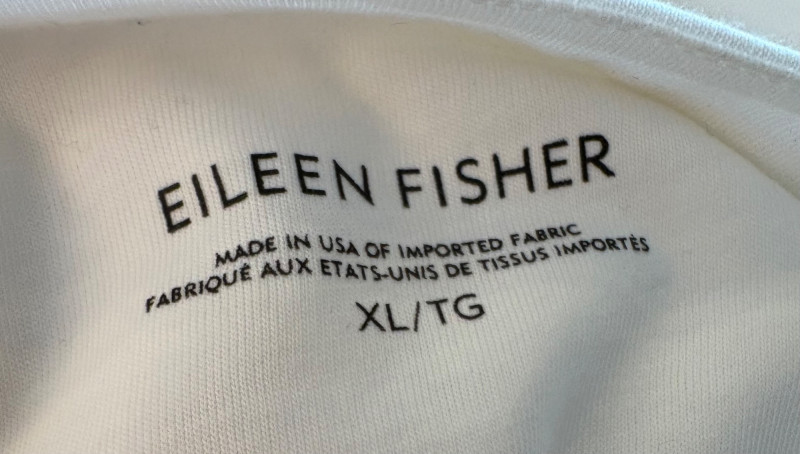 EILEEN FISHER
MADE IN USA OF IMPORTED FABRIC
FABRIQUÉ AUX ETATS-UNIS DE TISSUS IMPORTÉS
XL/TG